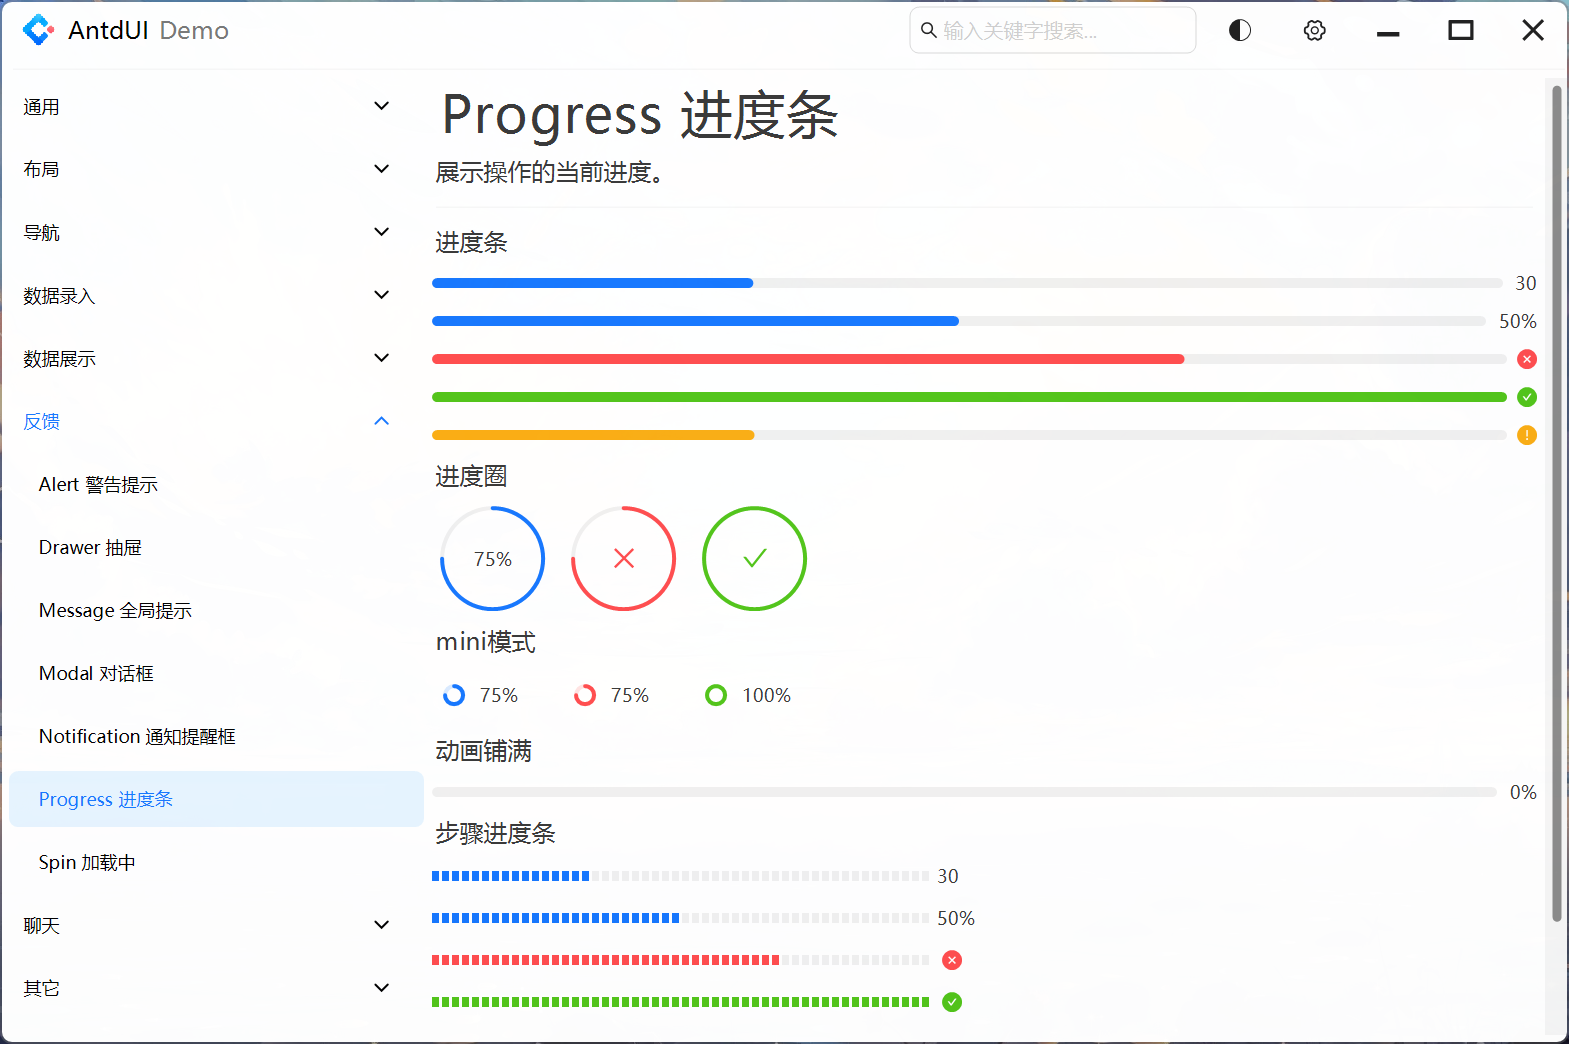 AntdUI Demo
输入关键字搜索...
通用
布局
导航
数据录入
数据展示
反馈
Alert 警告提示
Drawer 抽屉
Message 全局提示
Modal 对话框
Notification 通知提醒框
Progress 进度条
Spin 加载中
聊天
其它
Progress 进度条
展示操作的当前进度。
进度条
30
50%
进度圈
75%
mini模式
75% 75% 100%
动画铺满
0%
步骤进度条
30
50%